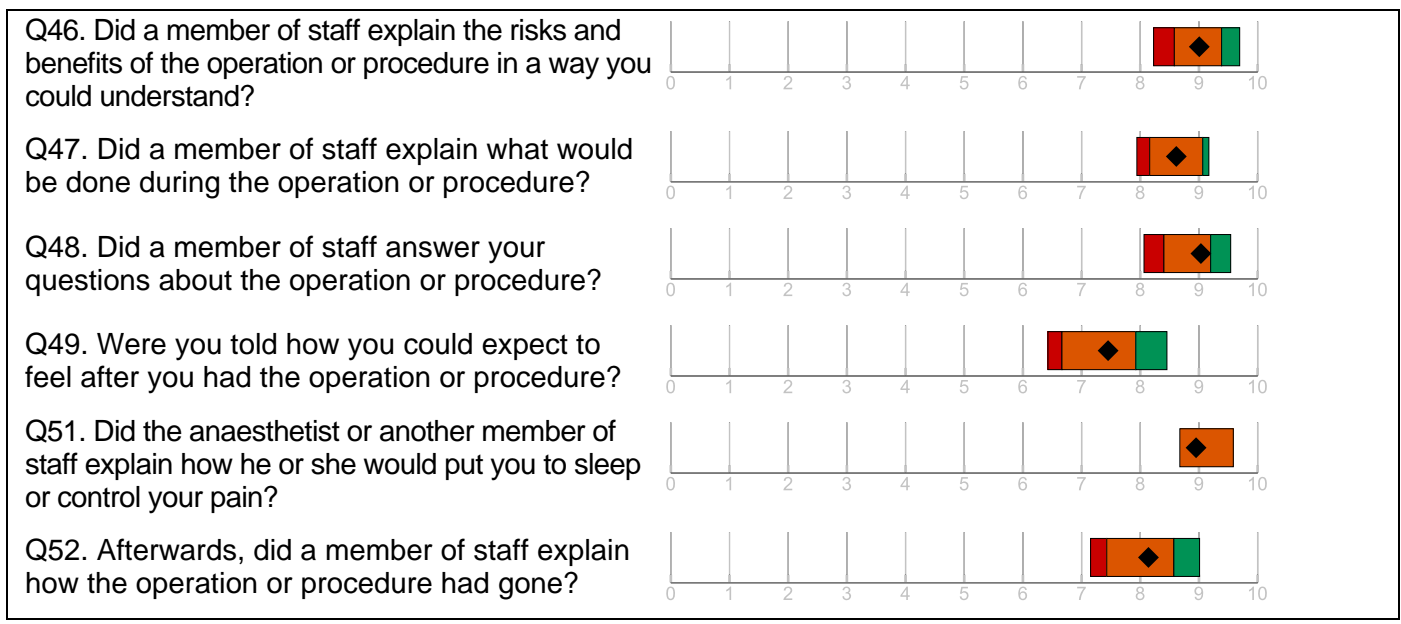 Q46. Did a member of staff explain the risks and
benefits of the operation or procedure in a way you
could understand?
0 1 2 3 4 5 6 7 8 9 10
Q47. Did a member of staff explain what would
be done during the operation or procedure?
0 1 2 3 4 5 6 7 8 9 10
Q48. Did a member of staff answer your
questions about the operation or procedure?
0 1 2 3 4 5 6 7 8 9 10
Q49. Were you told how you could expect to
feel after you had the operation or procedure?
0 1 2 3 4 5 6 7 8 9 10
Q51. Did the anaesthetist or another member of
staff explain how he or she would put you to sleep
or control your pain?
0 1 2 3 4 5 6 7 8 9 10
Q52. Afterwards, did a member of staff explain
how the operation or procedure had gone?
0 1 2 3 4 5 6 7 8 9 10